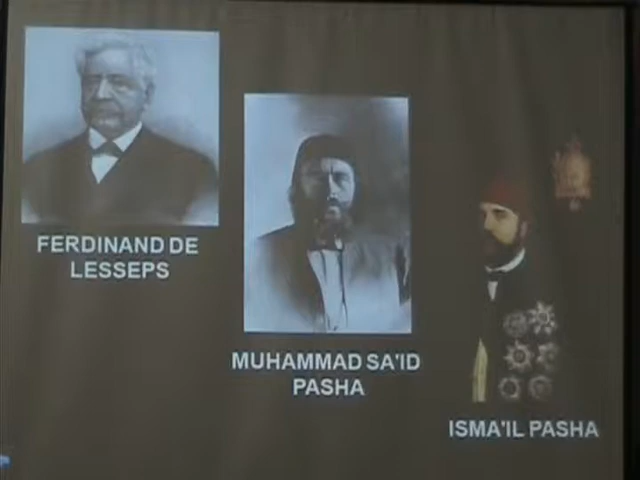 FERDINAND DE
LESSEPS
MUHAMMAD SA'ID
PASHA
ISMA'IL PASHA